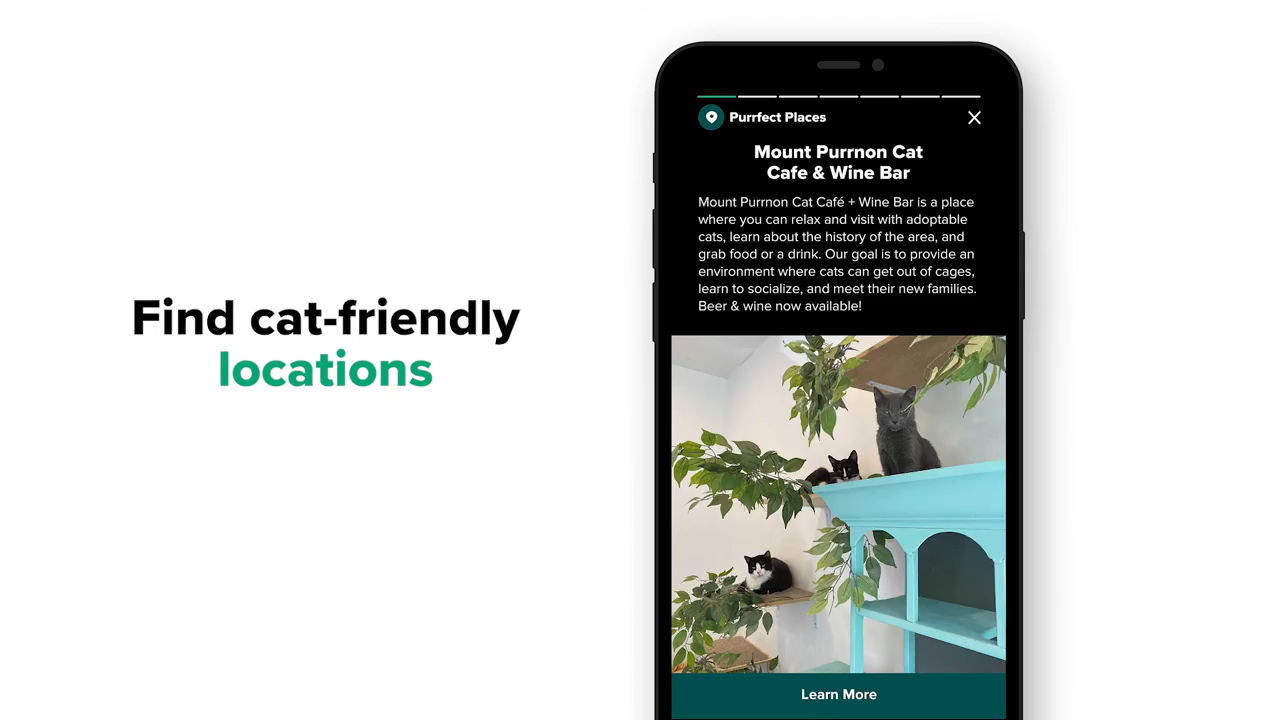 Find cat-friendly
locations
Purrfect Places
Mount Purrnon Cat
Cafe & Wine Bar
Mount Purrnon Cat Café + Wine Bar is a place
where you can relax and visit with adoptable
cats, learn about the history of the area, and
grab food or a drink. Our goal is to provide an
environment where cats can get out of cages,
learn to socialize, and meet their new families.
Beer & wine now available!
Learn More